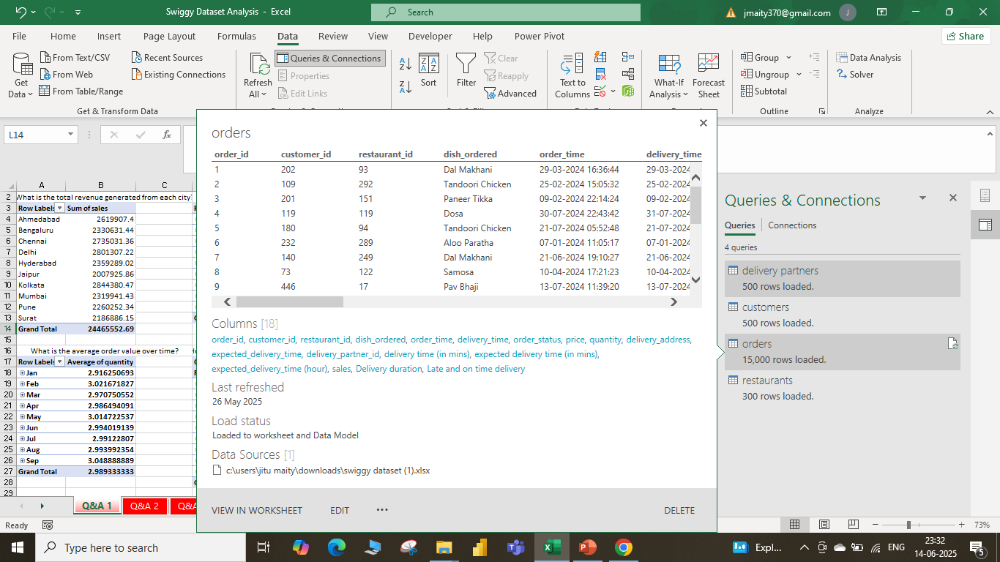 Swiggy Dataset Analysis - Excel
Search
jmaity370@gmail.com J
File Home Insert Page Layout Formulas Data Review View Developer Help Power Pivot Share
Get Data
From Text/CSV
From Web
From Table/Range
Recent Sources
Existing Connections
Get & Transform Data
Refresh All
Queries & Connections
Properties
Edit Links
Sort
Filter
Clear
Reapply
Advanced
Text to Columns
What-If Analysis
Forecast Sheet
Group
Ungroup
Subtotal
Outline
Data Analysis
Solver
Analyze
L14
fx
A B C
2 What is the total revenue generated from each city?
3 Row Labels Sum of sales
4 Ahmedabad 2619907.4
5 Bengaluru 2330631.44
6 Chennai 2735031.36
7 Delhi 2801307.22
8 Hyderabad 2359289.02
9 Jaipur 2007925.86
10 Kolkata 2844380.47
11 Mumbai 2319941.43
12 Pune 2260252.34
13 Surat 2186886.15
14 Grand Total 24465552.69
15
16 What is the average order value over time?
17 Row Labels Average of quantity
18 Jan 2.916250693
19 Feb 3.021671827
20 Mar 2.970750552
21 Apr 2.986494091
22 May 3.014722537
23 Jun 2.994019139
24 Jul 2.99122807
25 Aug 2.993992354
26 Sep 3.048888889
27 Grand Total 2.989333333
28
29
Q&A 1 Q&A 2 Q&A
orders
order_id customer_id restaurant_id dish_ordered order_time delivery_time
1 202 93 Dal Makhani 29-03-2024 16:36:44 29-03-2024
2 109 292 Tandoori Chicken 25-02-2024 15:05:32 25-02-2024
3 201 151 Paneer Tikka 09-02-2024 22:14:24 09-02-2024
4 119 119 Dosa 30-07-2024 22:43:42 31-07-2024
5 180 94 Tandoori Chicken 21-07-2024 05:52:48 21-07-2024
6 232 289 Aloo Paratha 07-01-2024 11:05:17 07-01-2024
7 140 249 Dal Makhani 21-06-2024 19:10:27 21-06-2024
8 73 122 Samosa 10-04-2024 17:21:23 10-04-2024
9 446 17 Pav Bhaji 13-07-2024 11:39:20 13-07-2024
Columns [18]
order_id, customer_id, restaurant_id, dish_ordered, order_time, delivery_time, order_status, price, quantity, delivery_address,
expected_delivery_time, delivery_partner_id, delivery time (in mins), expected delivery time (in mins),
expected_delivery_time (hour), sales, Delivery duration, Late and on time delivery
Last refreshed
26 May 2025
Load status
Loaded to worksheet and Data Model
Data Sources [1]
c:\users\jitu maity\downloads\swiggy dataset (1).xlsx
VIEW IN WORKSHEET EDIT ... DELETE
Queries & Connections
Queries Connections
4 queries
delivery partners
500 rows loaded.
customers
500 rows loaded.
orders
15,000 rows loaded.
restaurants
300 rows loaded.
Ready
73%
Type here to search
Expl...
ENG
23:32
14-06-2025
5